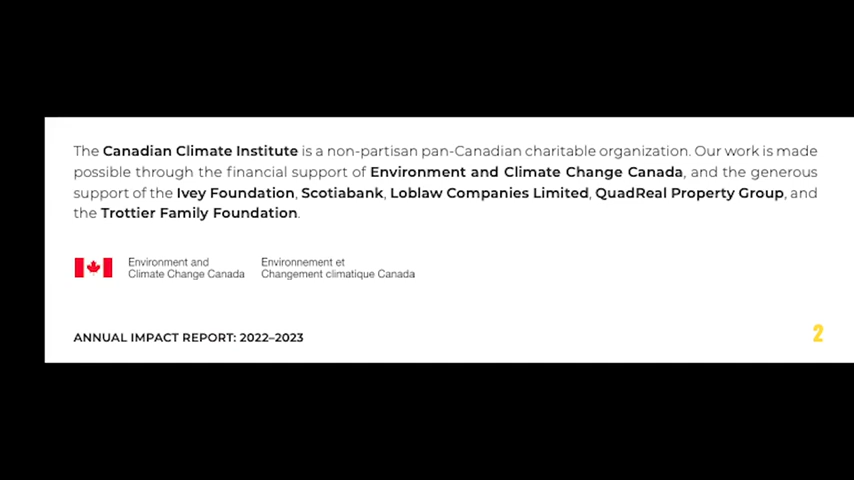 The Canadian Climate Institute is a non-partisan pan-Canadian charitable organization. Our work is made
possible through the financial support of Environment and Climate Change Canada, and the generous
support of the Ivey Foundation, Scotiabank, Loblaw Companies Limited, QuadReal Property Group, and
the Trottier Family Foundation.
Environment and
Climate Change Canada
Environnement et
Changement climatique Canada
ANNUAL IMPACT REPORT: 2022–2023
2